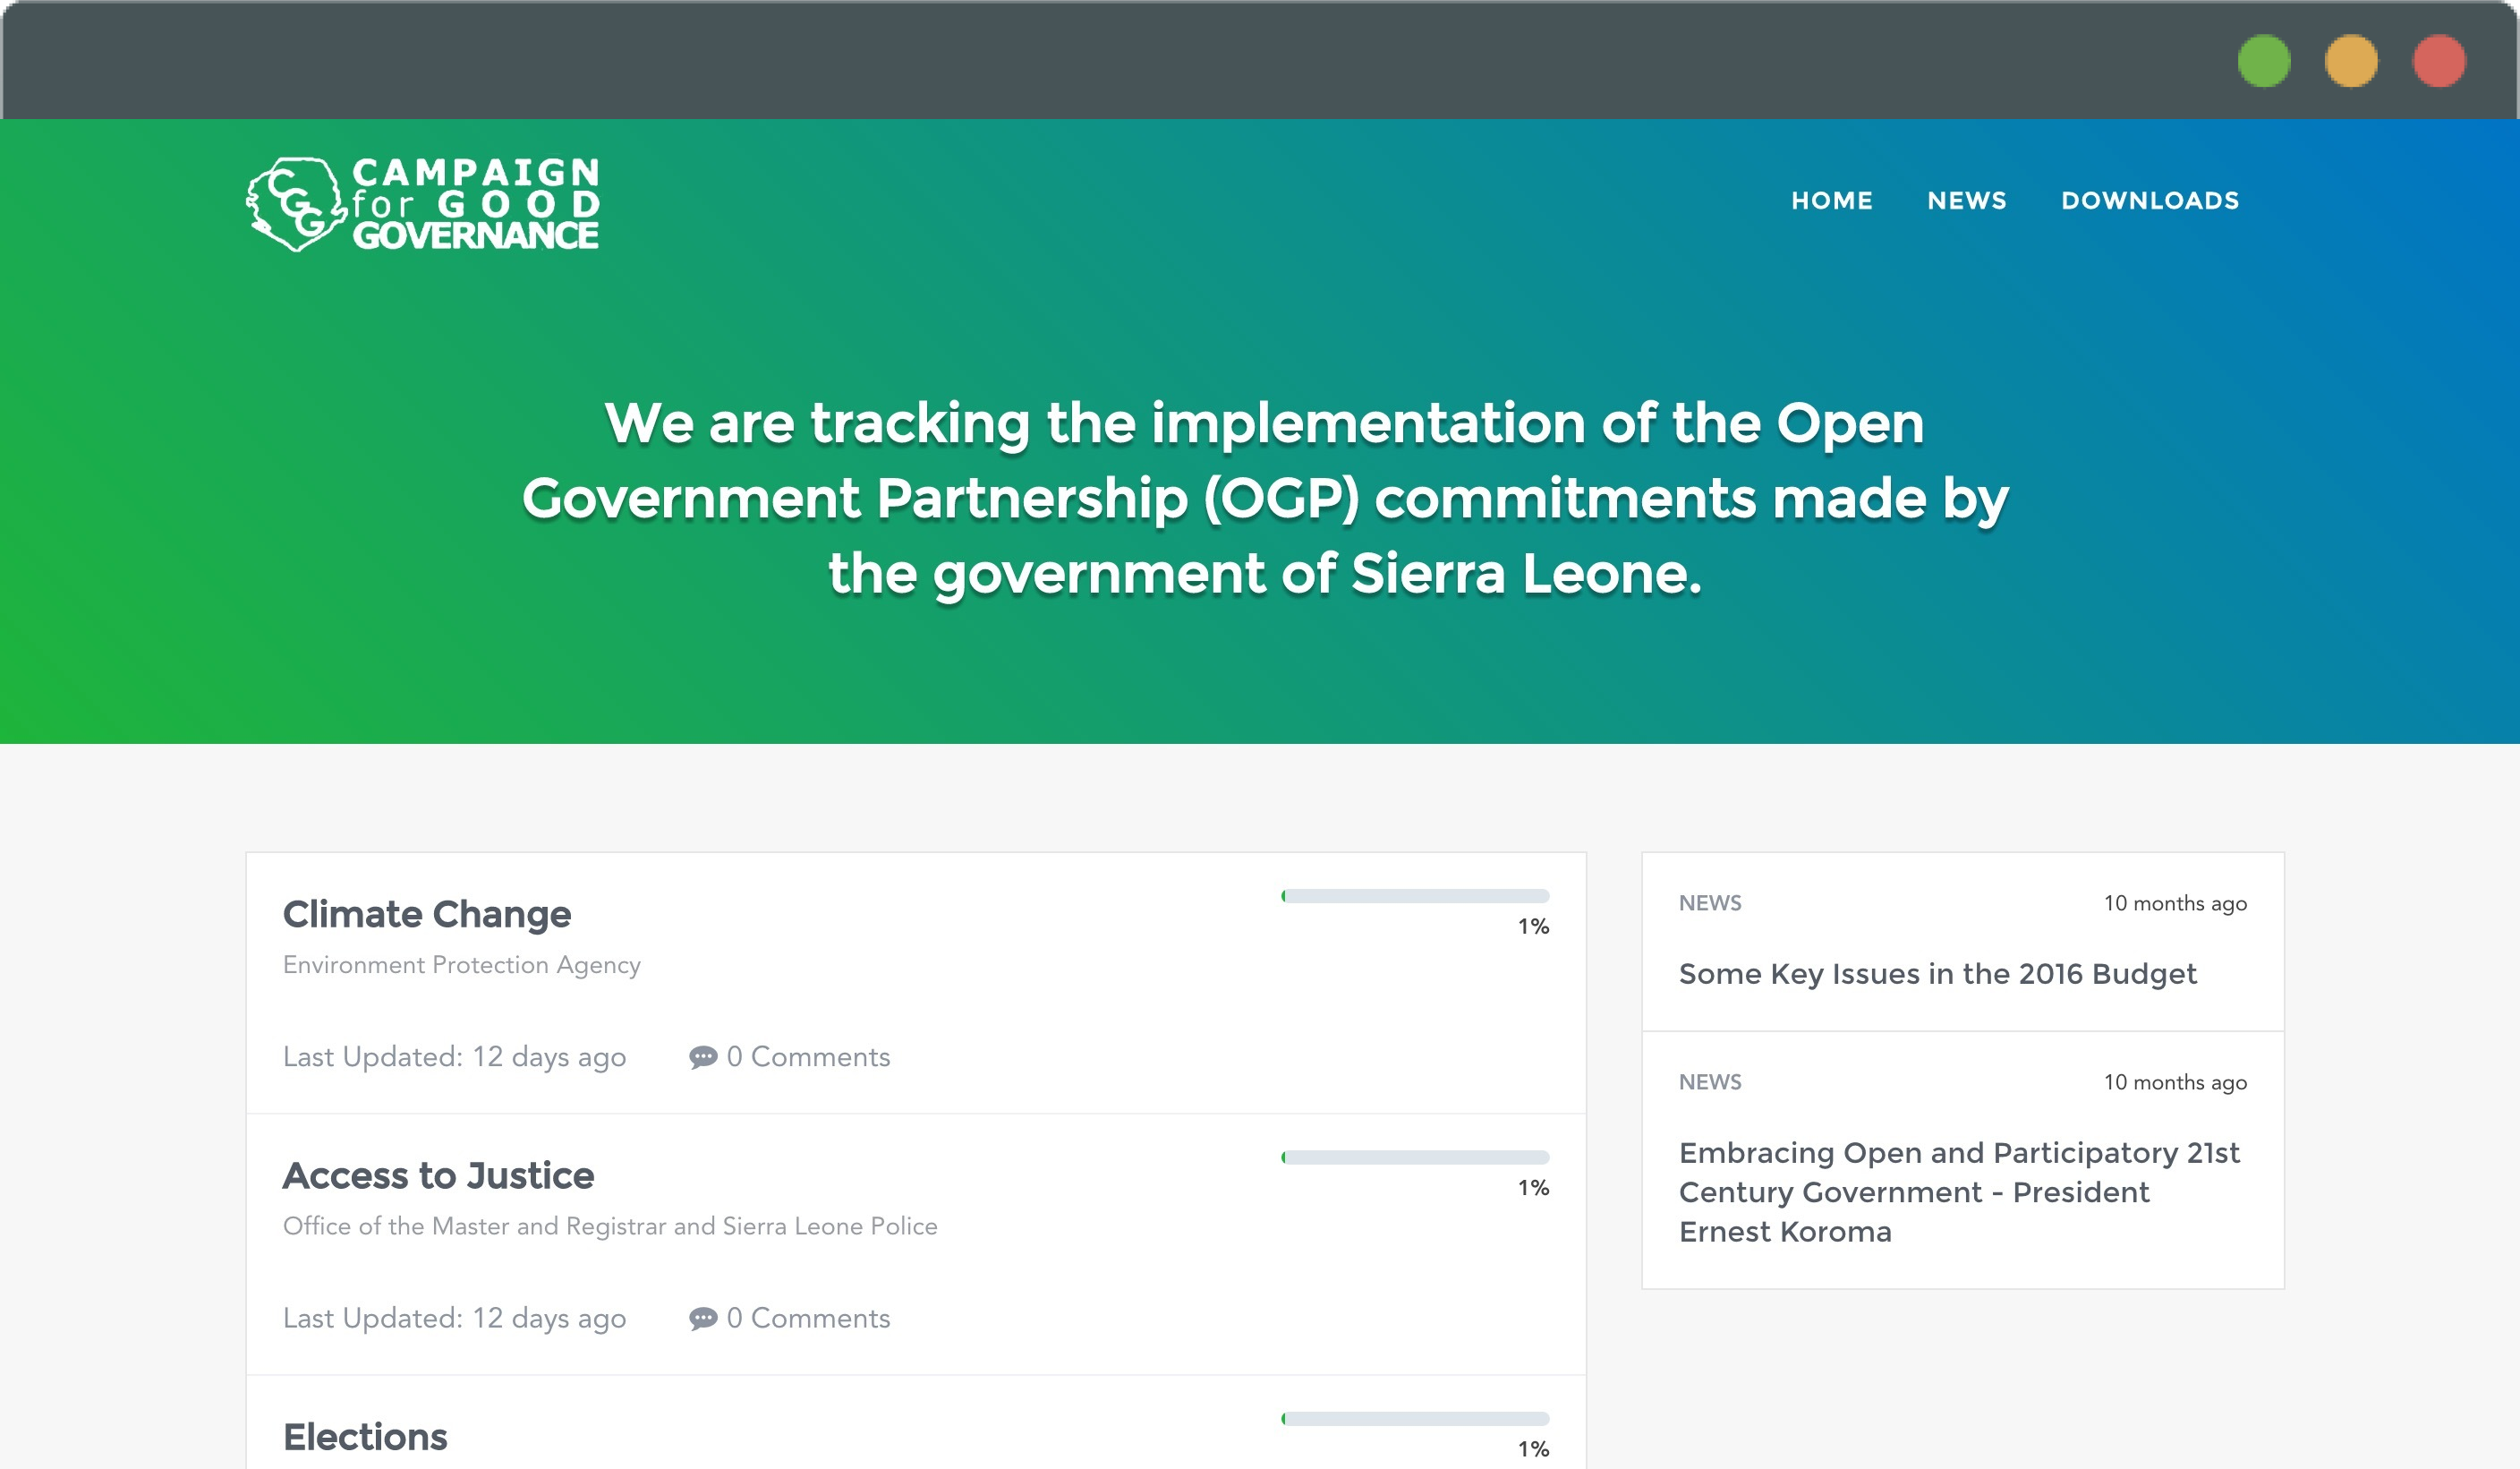 CGG
CAMPAIGN
for GOOD
GOVERNANCE
HOME NEWS DOWNLOADS
We are tracking the implementation of the Open
Government Partnership (OGP) commitments made by
the government of Sierra Leone.
Climate Change
1%
Environment Protection Agency
Last Updated: 12 days ago 0 Comments
Access to Justice
1%
Office of the Master and Registrar and Sierra Leone Police
Last Updated: 12 days ago 0 Comments
Elections
1%
NEWS 10 months ago
Some Key Issues in the 2016 Budget
NEWS 10 months ago
Embracing Open and Participatory 21st
Century Government - President
Ernest Koroma